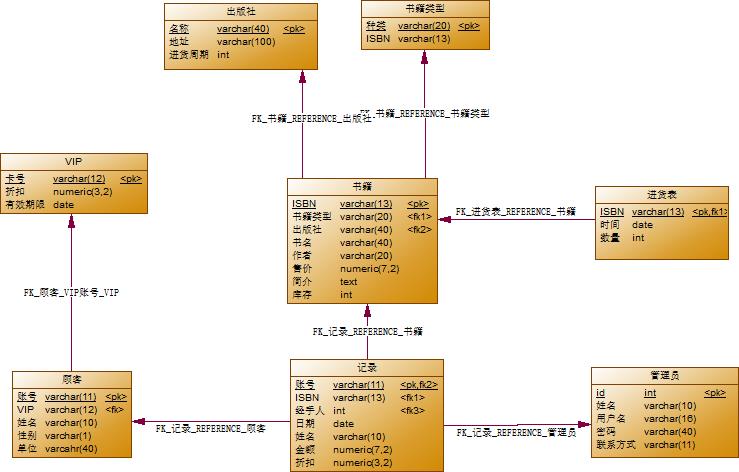 出版社
名称 varchar(40) <pk>
地址 varchar(100)
进货周期 int
书籍类型
种类 varchar(20) <pk>
ISBN varchar(13)
FK_书籍_REFERENCE_出版社
FK_书籍_REFERENCE_书籍类型
VIP
卡号 varchar(12) <pk>
折扣 numeric(3,2)
有效期限 date
书籍
ISBN varchar(13) <pk>
书籍类型 varchar(20) <fk1>
出版社 varchar(40) <fk2>
书名 varchar(40)
作者 varchar(20)
售价 numeric(7,2)
简介 text
库存 int
进货表
ISBN varchar(13) <pk,fk1>
时间 date
数量 int
FK_进货表_REFERENCE_书籍
FK_顾客_VIP账号_VIP
FK_记录_REFERENCE_书籍
顾客
账号 varchar(11) <pk>
VIP varchar(12) <fk>
姓名 varchar(10)
性别 varchar(1)
单位 varcahr(40)
FK_记录_REFERENCE_顾客
记录
账号 varchar(11) <pk,fk2>
ISBN varchar(13) <fk1>
经手人 int <fk3>
日期 date
姓名 varchar(10)
金额 numeric(7,2)
折扣 numeric(3,2)
FK_记录_REFERENCE_管理员
管理员
id int <pk>
姓名 varchar(10)
用户名 varchar(16)
密码 varchar(40)
联系方式 varchar(11)